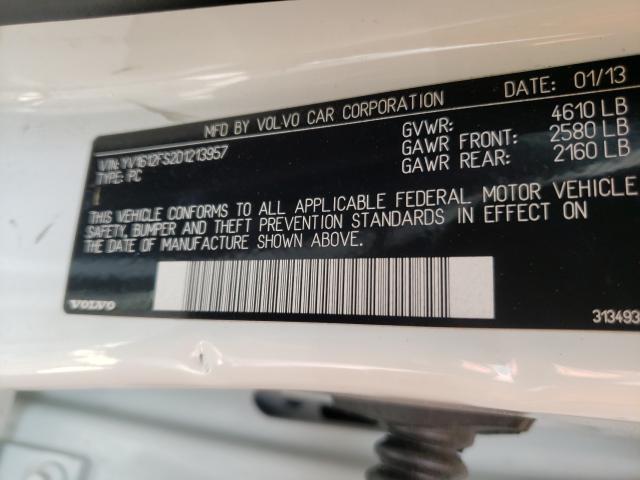 MFD BY VOLVO CAR CORPORATION DATE: 01/13
VIN: YV1612FS2D1213957 GVWR: 4610 LB
TYPE: PC GAWR FRONT: 2580 LB
GAWR REAR: 2160 LB
THIS VEHICLE CONFORMS TO ALL APPLICABLE FEDERAL MOTOR VEHICLE
SAFETY, BUMPER AND THEFT PREVENTION STANDARDS IN EFFECT ON
THE DATE OF MANUFACTURE SHOWN ABOVE.
VOLVO 313493